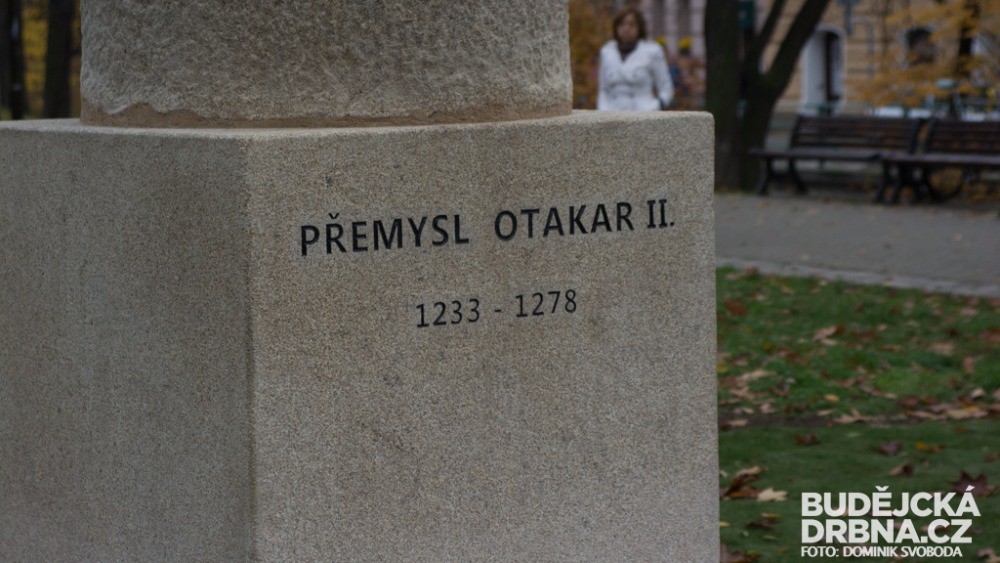 PŘEMYSL OTAKAR II.
1233 - 1278
BUDĚJCKÁ
DRBNA.CZ
FOTO: DOMINIK SVOBODA